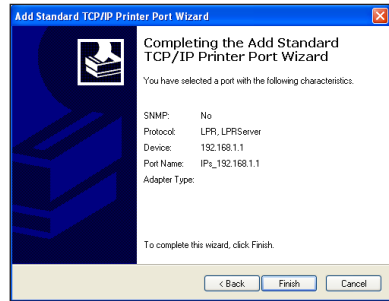 Add Standard TCP/IP Printer Port Wizard
Completing the Add Standard
TCP/IP Printer Port Wizard
You have selected a port with the following characteristics.
SNMP: No
Protocol: LPR, LPRServer
Device: 192.168.1.1
Port Name: IPs_192.168.1.1
Adapter Type:
To complete this wizard, click Finish.
< Back Finish Cancel